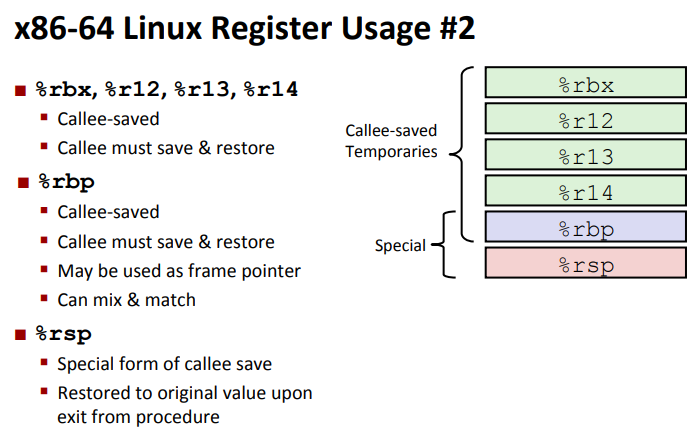 x86-64 Linux Register Usage #2
%rbx, %r12, %r13, %r14
Callee-saved
Callee must save & restore
%rbp
Callee-saved
Callee must save & restore
May be used as frame pointer
Can mix & match
%rsp
Special form of callee save
Restored to original value upon
exit from procedure
Callee-saved
Temporaries
Special
%rbx
%r12
%r13
%r14
%rbp
%rsp